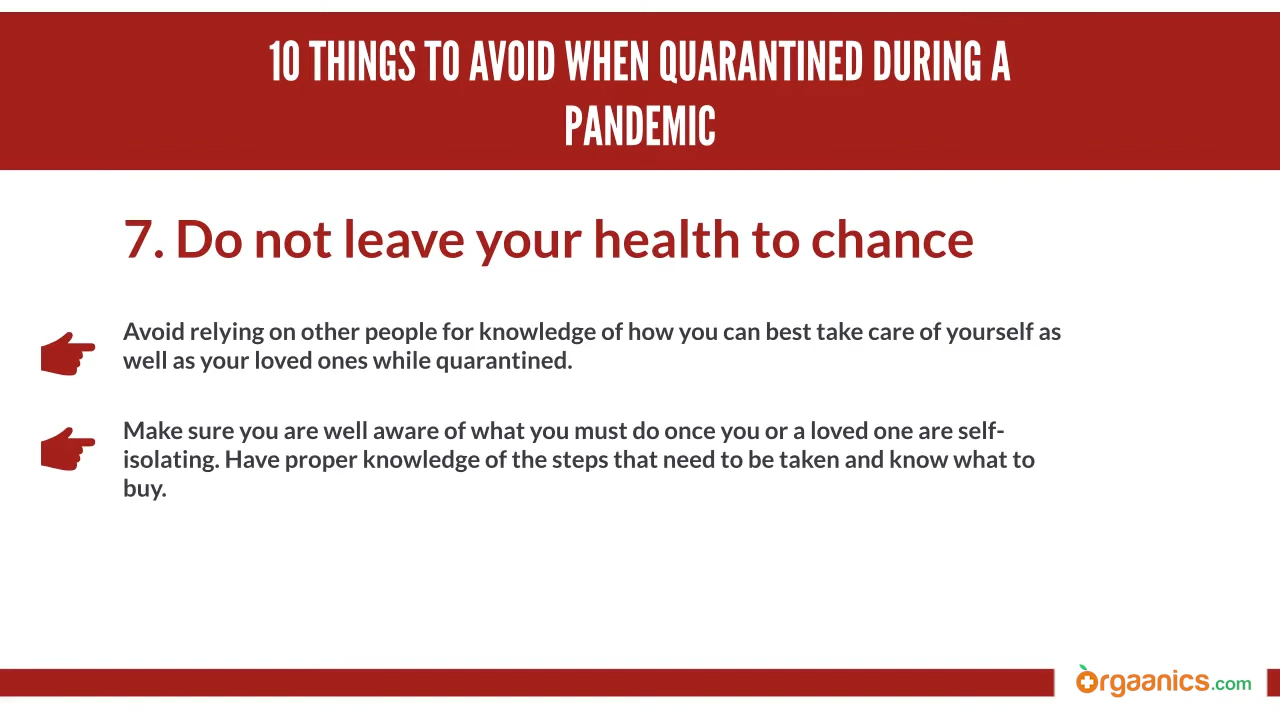 10 THINGS TO AVOID WHEN QUARANTINED DURING A
PANDEMIC
7. Do not leave your health to chance
Avoid relying on other people for knowledge of how you can best take care of yourself as
well as your loved ones while quarantined.
Make sure you are well aware of what you must do once you or a loved one are self-
isolating. Have proper knowledge of the steps that need to be taken and know what to
buy.
Orgaanics.com